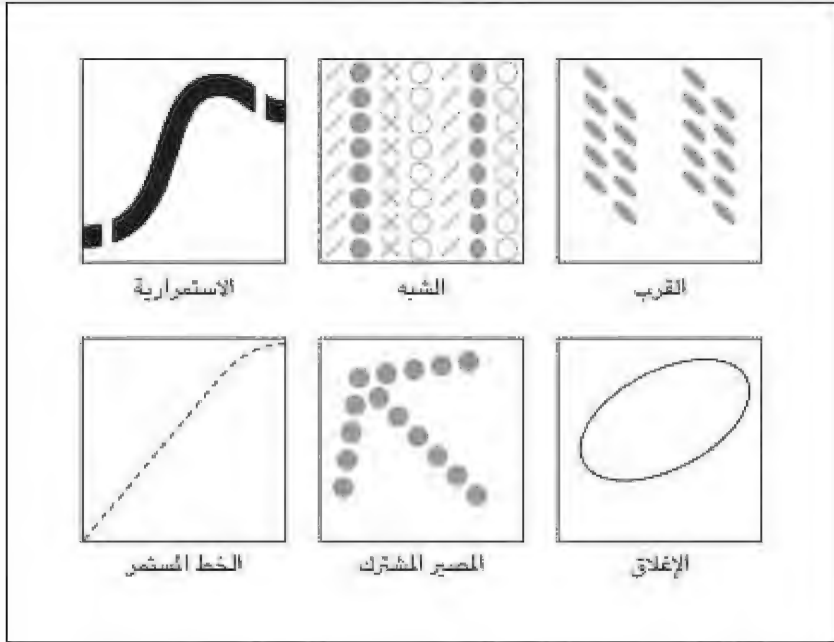 القرب
الشبه
الاستمرارية
الإغلاق
المصير المشترك
الخط المستمر